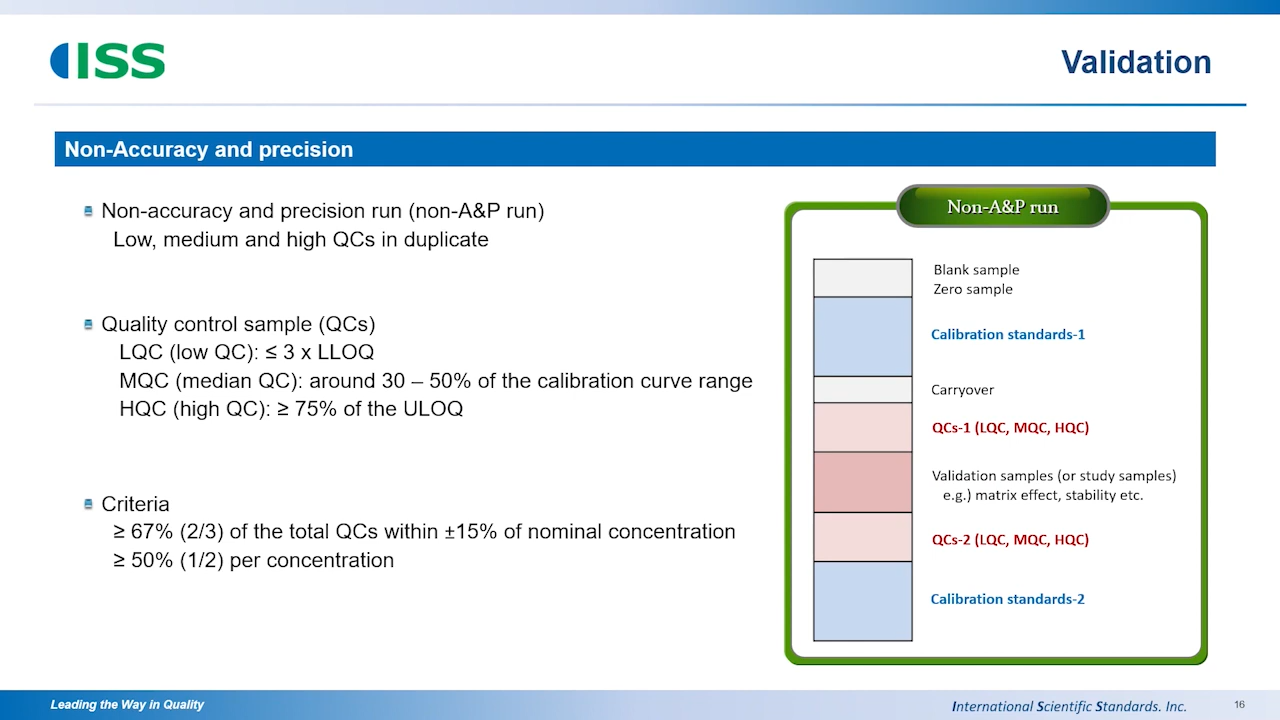 ISS
Validation
Non-Accuracy and precision
Non-accuracy and precision run (non-A&P run)
Low, medium and high QCs in duplicate
Quality control sample (QCs)
LQC (low QC): ≤ 3 x LLOQ
MQC (median QC): around 30 – 50% of the calibration curve range
HQC (high QC): ≥ 75% of the ULOQ
Criteria
≥ 67% (2/3) of the total QCs within ±15% of nominal concentration
≥ 50% (1/2) per concentration
Non-A&P run
Blank sample
Zero sample
Calibration standards-1
Carryover
QCs-1 (LQC, MQC, HQC)
Validation samples (or study samples)
e.g.) matrix effect, stability etc.
QCs-2 (LQC, MQC, HQC)
Calibration standards-2
Leading the Way in Quality
International Scientific Standards. Inc.
16